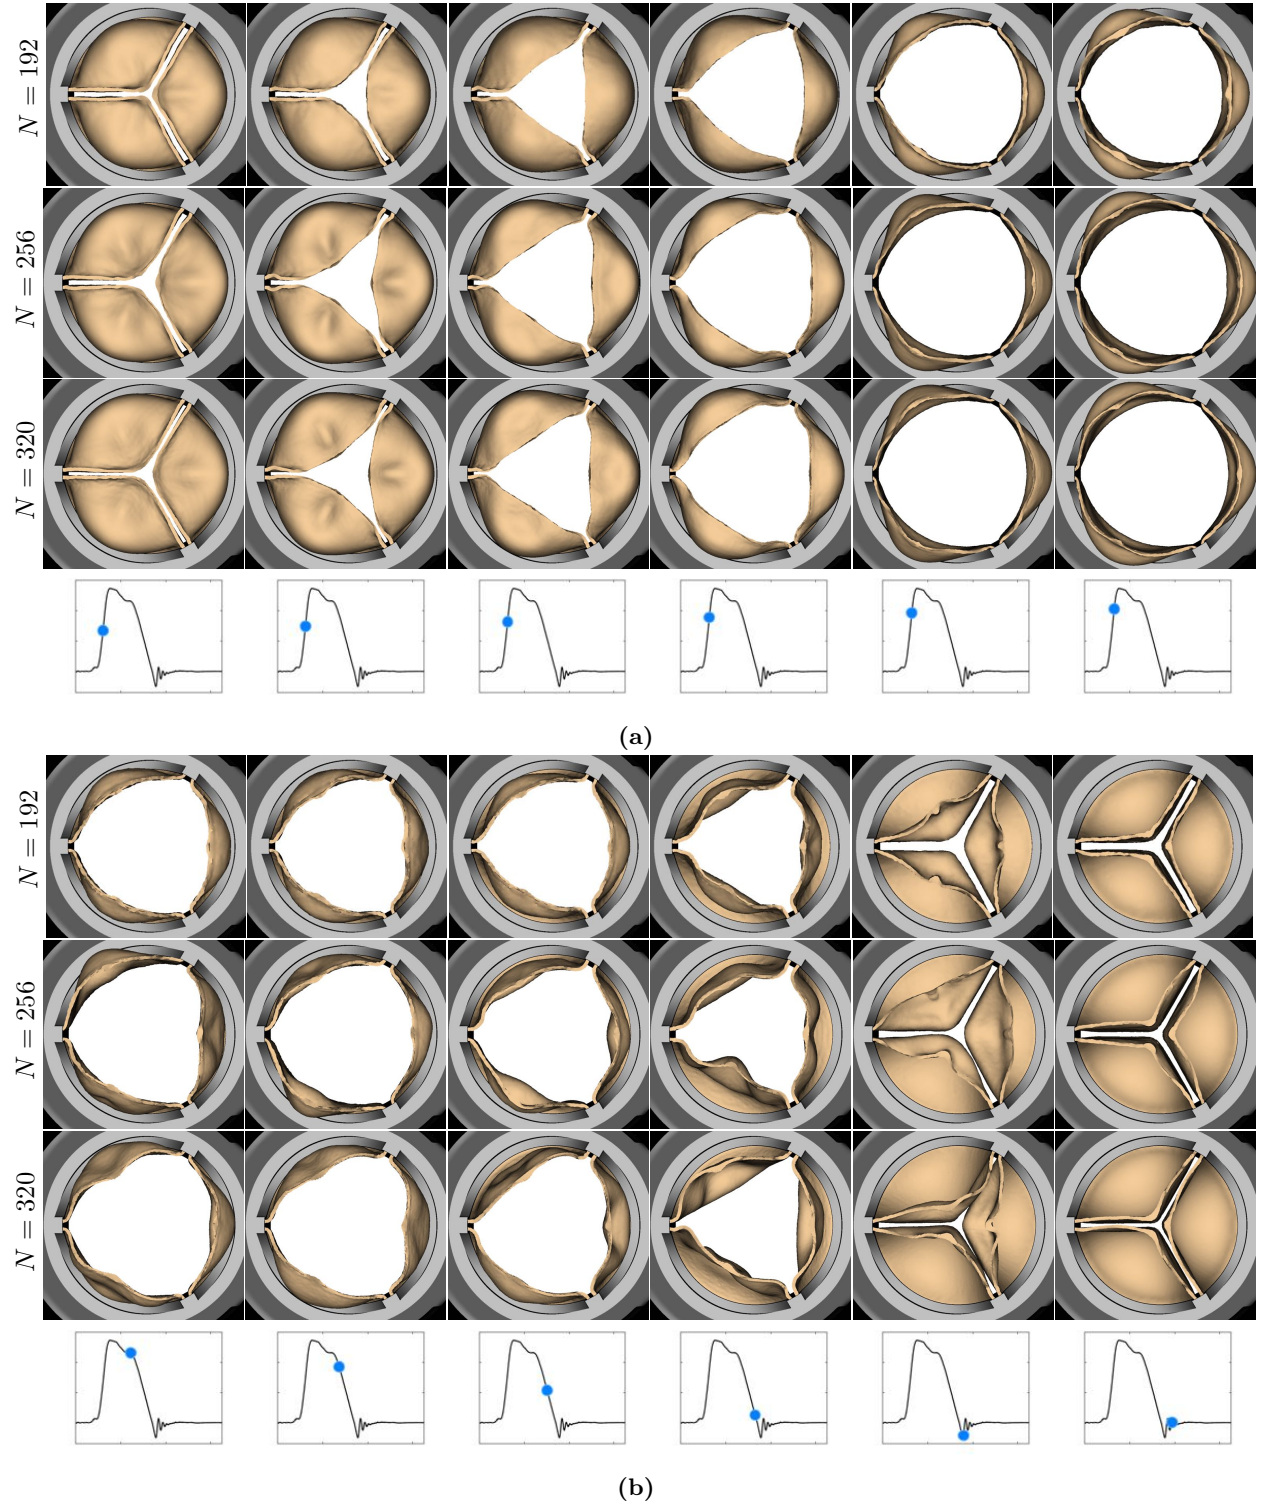 N = 192
N = 256
N = 320
(a)
N = 192
N = 256
N = 320
(b)